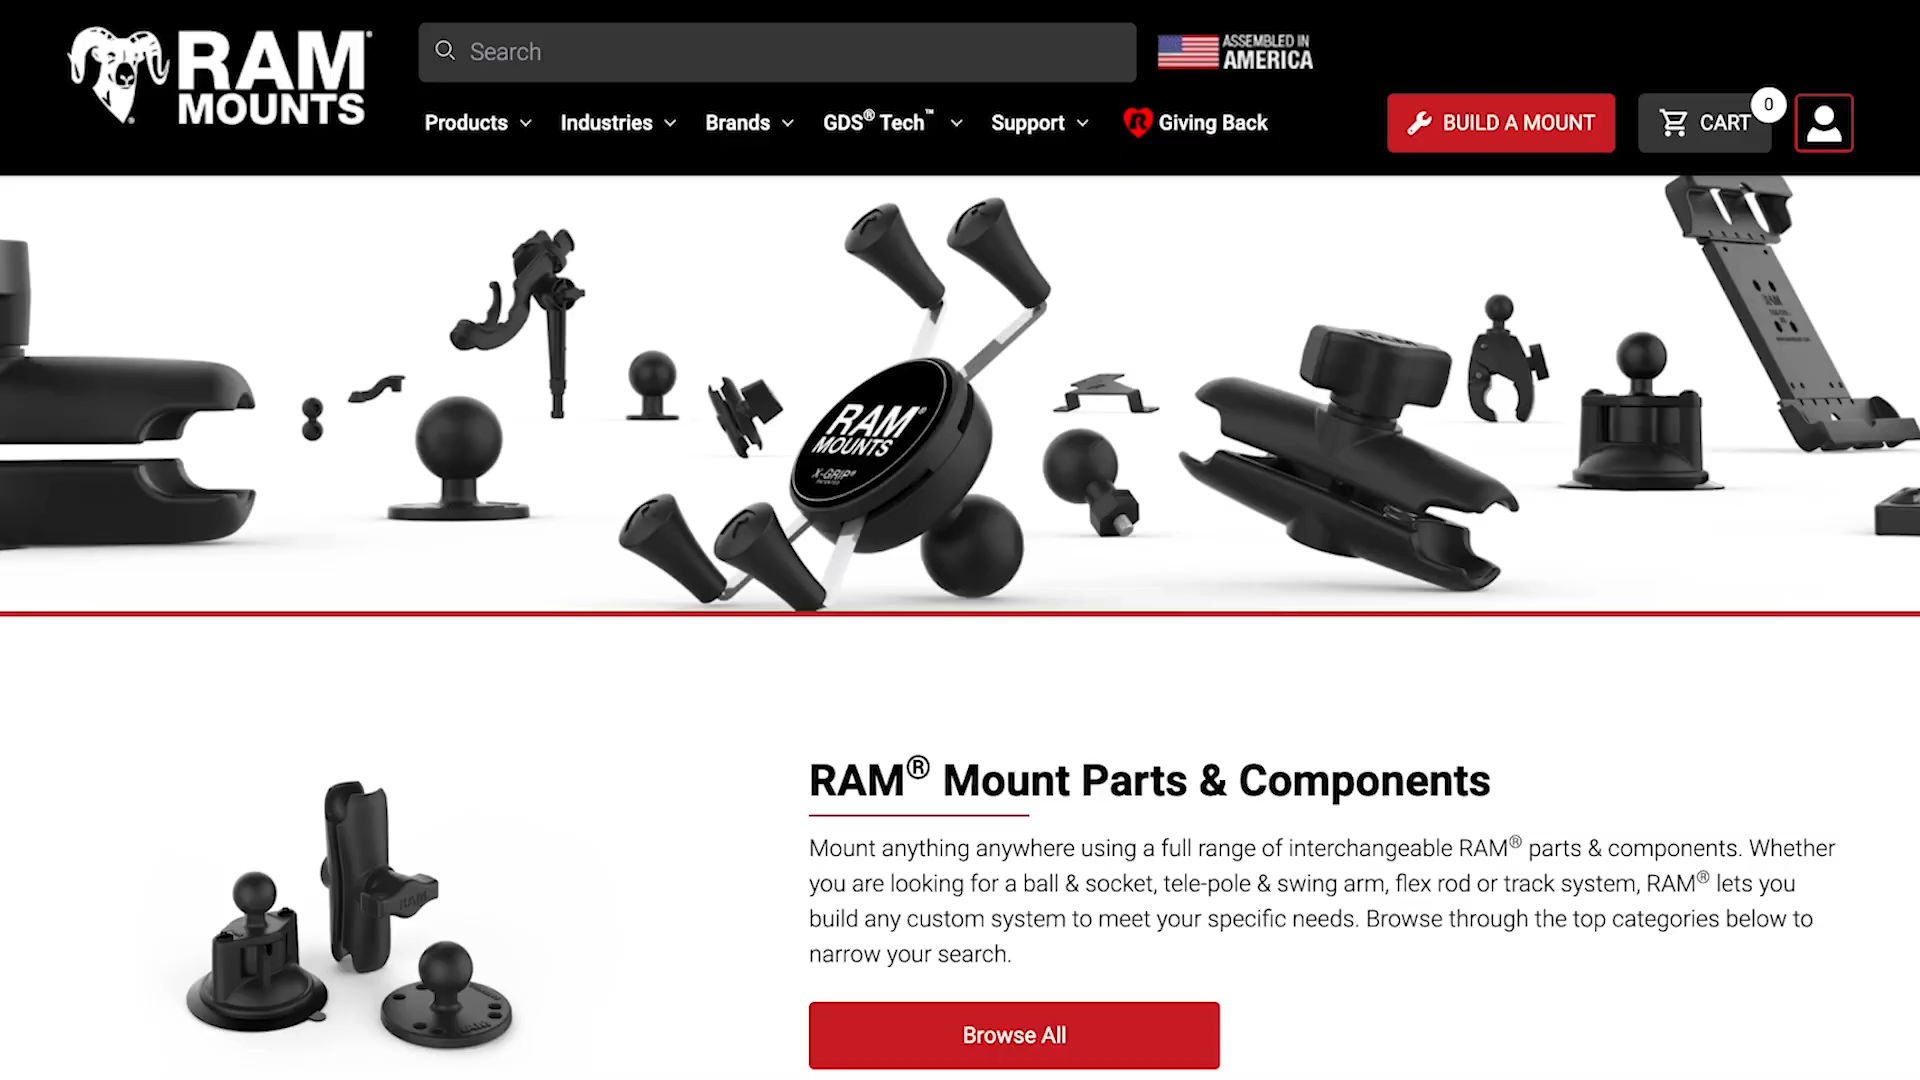 RAM
MOUNTS
Search
ASSEMBLED IN
AMERICA
Products
Industries
Brands
GDS® Tech™
Support
Giving Back
BUILD A MOUNT
CART
0
RAM®
MOUNTS
X-GRIP®
RAM
RAM® Mount Parts & Components
Mount anything anywhere using a full range of interchangeable RAM® parts & components. Whether
you are looking for a ball & socket, tele-pole & swing arm, flex rod or track system, RAM® lets you
build any custom system to meet your specific needs. Browse through the top categories below to
narrow your search.
RAM
Browse All